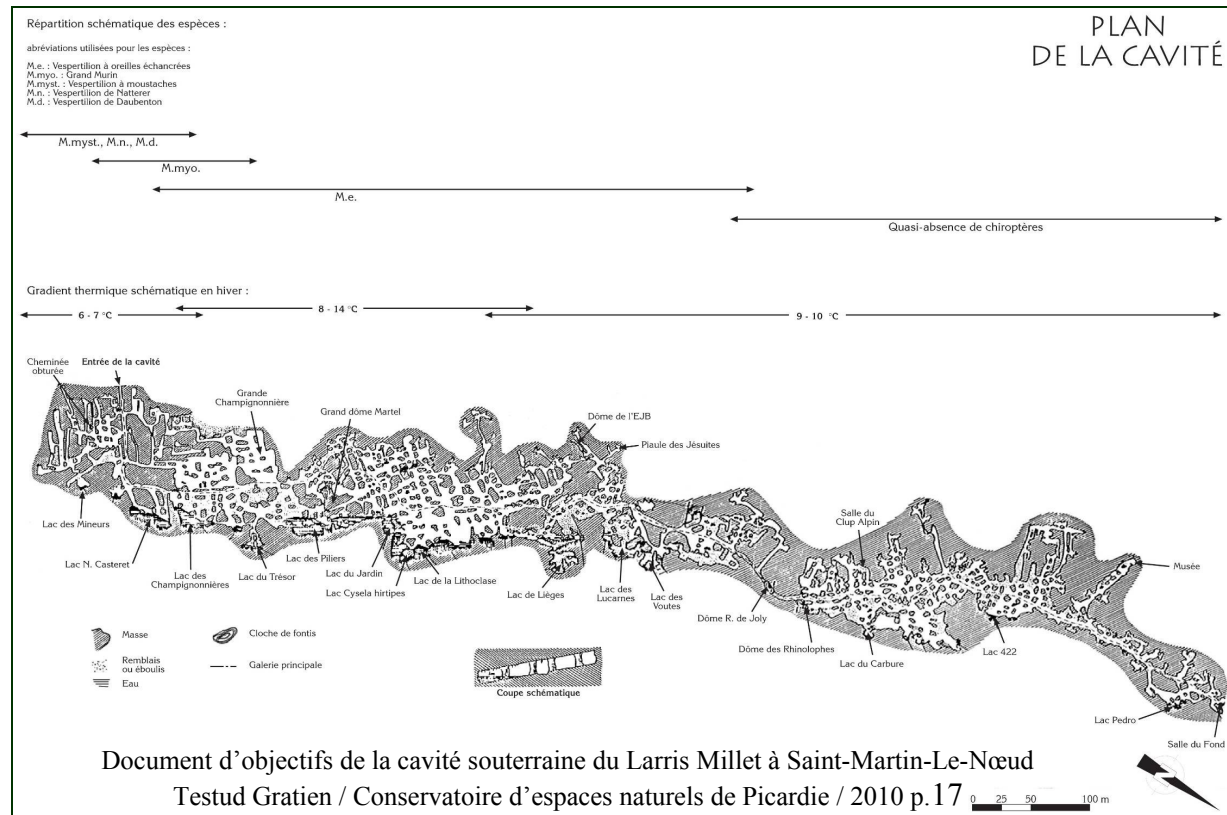 PLAN
DE LA CAVITÉ
Répartition schématique des espèces :
abréviations utilisées pour les espèces :
M.e. : Vespertilion à oreilles échancrées
M.myo. : Grand Murin
M.myst. : Vespertilion à moustaches
M.n. : Vespertilion de Natterer
M.d. : Vespertilion de Daubenton
M.myst., M.n., M.d.
M.myo.
M.e.
Quasi-absence de chiroptères
Gradient thermique schématique en hiver :
6 - 7 °C
8 - 14 °C
9 - 10 °C
Cheminée
obturée
Entrée de la cavité
Grande
Champignonnière
Grand dôme Martel
Dôme de l'EJB
Piaule des Jésuites
Salle du
Clup Alpin
Musée
Lac des Mineurs
Lac N. Casteret
Lac des
Champignonnières
Lac du Trésor
Lac des Piliers
Lac du Jardin
Lac Cysela hirtipes
Lac de la Lithoclase
Lac de Lièges
Lac des
Lucarnes
Lac des
Voutes
Dôme R. de Joly
Dôme des Rhinolophes
Lac du Carbure
Lac 422
Lac Pedro
Salle du Fond
Masse
Cloche de fontis
Remblais
ou éboulis
Galerie principale
Eau
Coupe schématique
N
Document d'objectifs de la cavité souterraine du Larris Millet à Saint-Martin-Le-Nœud
Testud Gratien / Conservatoire d'espaces naturels de Picardie / 2010 p.17
0 25 50 100 m